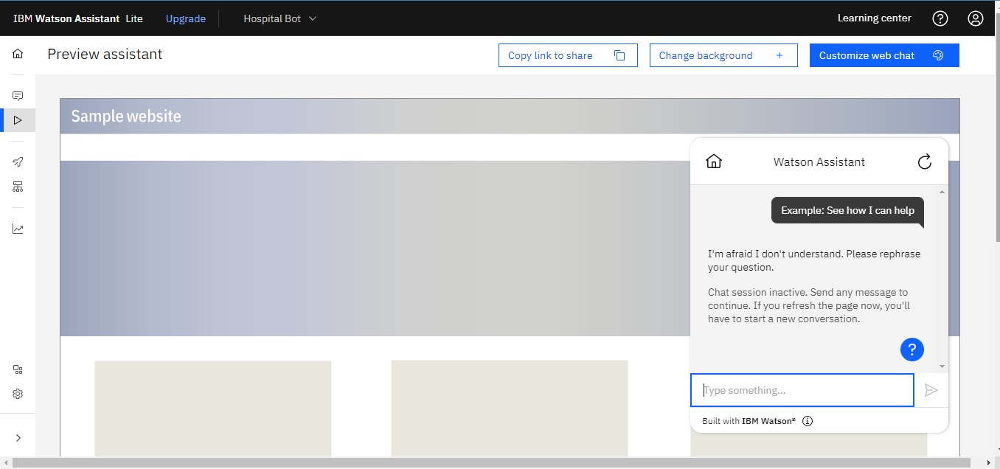 IBM Watson Assistant Lite Upgrade Hospital Bot Learning center
Preview assistant Copy link to share Change background + Customize web chat
Sample website
Watson Assistant
Example: See how I can help
I'm afraid I don't understand. Please rephrase
your question.
Chat session inactive. Send any message to
continue. If you refresh the page now, you'll
have to start a new conversation.
?
Type something...
Built with IBM Watson®